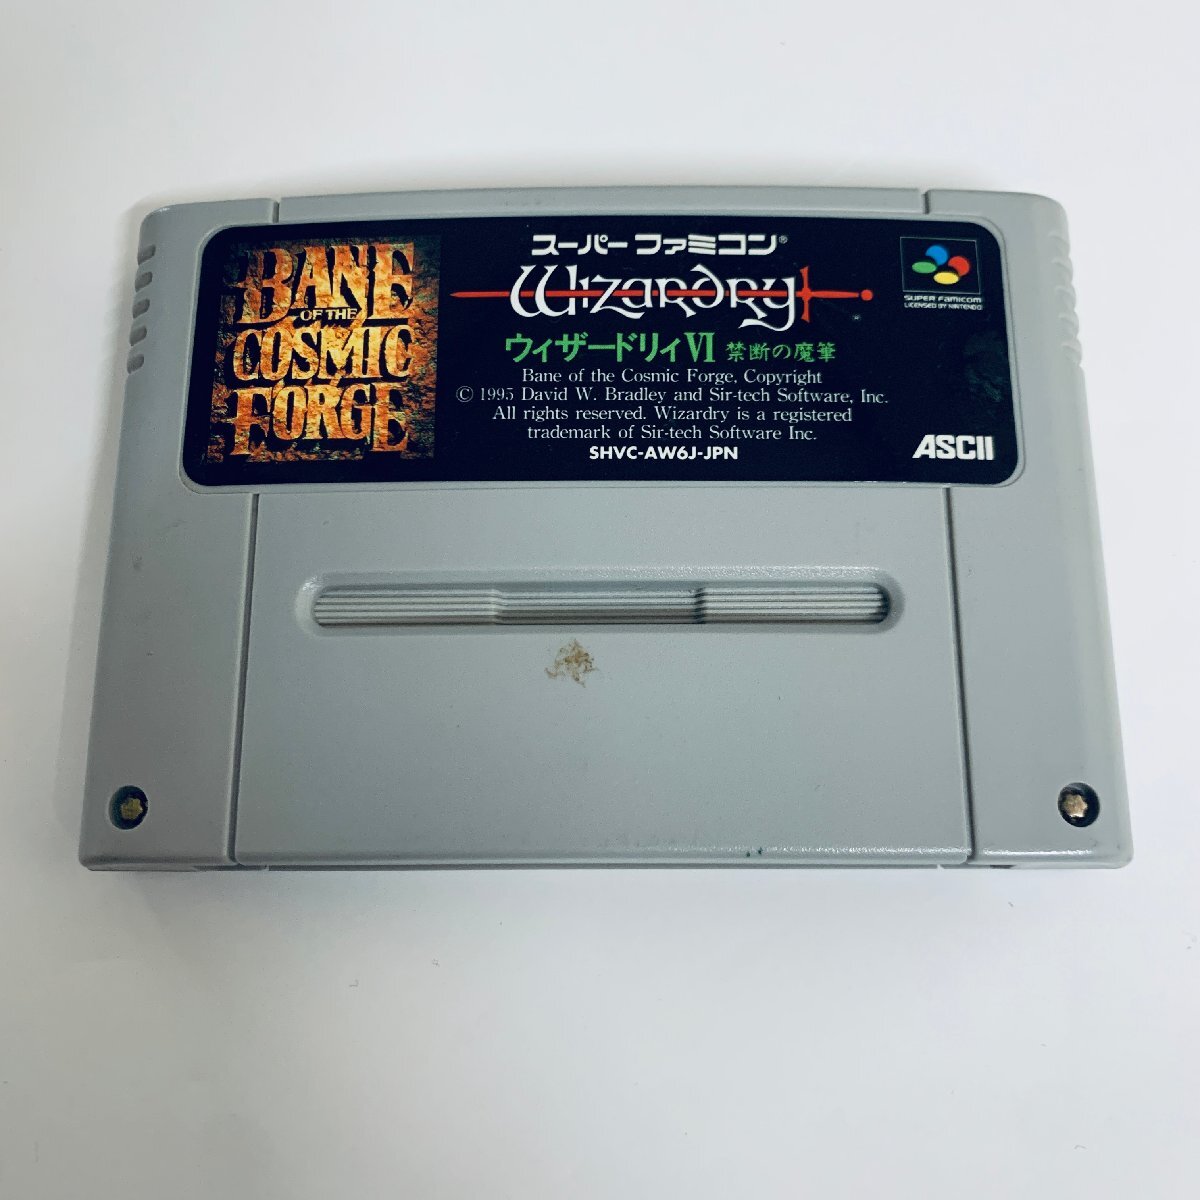 BANE
OF THE
COSMIC
FORGE
スーパーファミコン®
Wizardry
®
ウィザードリィVI 禁断の魔筆
Bane of the Cosmic Forge, Copyright
© 1995 David W. Bradley and Sir-tech Software, Inc.
All rights reserved. Wizardry is a registered
trademark of Sir-tech Software Inc.
SHVC-AW6J-JPN
SUPER FAMICOM
LICENSED BY NINTENDO
ASCII